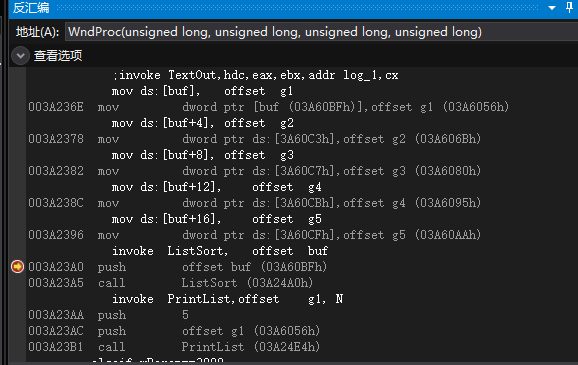 反汇编
地址(A): WndProc(unsigned long, unsigned long, unsigned long, unsigned long)
查看选项
;invoke TextOut,hdc,eax,ebx,addr log_1,cx
mov ds:[buf], offset g1
003A236E mov dword ptr [buf (03A60BFh)],offset g1 (03A6056h)
mov ds:[buf+4], offset g2
003A2378 mov dword ptr ds:[3A60C3h],offset g2 (03A606Bh)
mov ds:[buf+8], offset g3
003A2382 mov dword ptr ds:[3A60C7h],offset g3 (03A6080h)
mov ds:[buf+12], offset g4
003A238C mov dword ptr ds:[3A60CBh],offset g4 (03A6095h)
mov ds:[buf+16], offset g5
003A2396 mov dword ptr ds:[3A60CFh],offset g5 (03A60AAh)
invoke ListSort, offset buf
003A23A0 push offset buf (03A60BFh)
003A23A5 call ListSort (03A24A0h)
invoke PrintList,offset g1, N
003A23AA push 5
003A23AC push offset g1 (03A6056h)
003A23B1 call PrintList (03A24E4h)